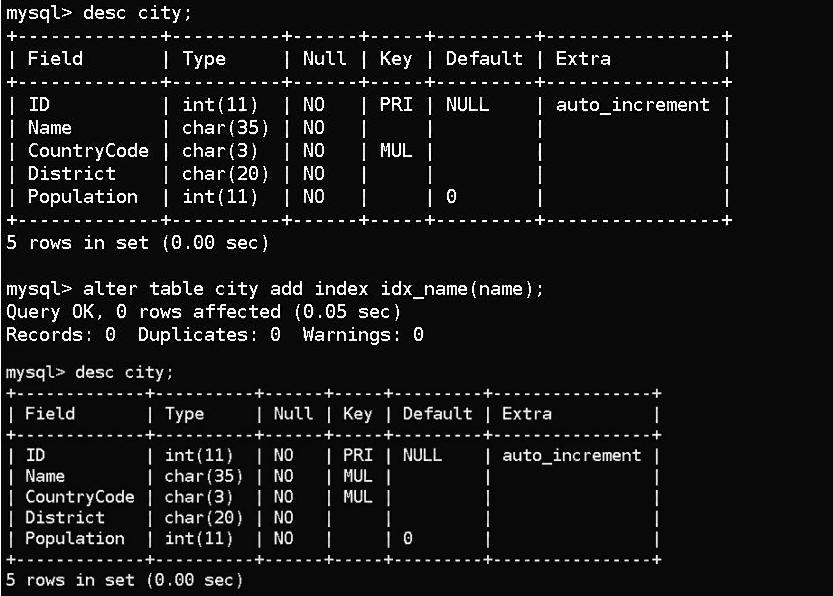 mysql> desc city;
+-------------+----------+------+-----+---------+----------------+
| Field       | Type     | Null | Key | Default | Extra          |
+-------------+----------+------+-----+---------+----------------+
| ID          | int(11)  | NO   | PRI | NULL    | auto_increment |
| Name        | char(35) | NO   |     |         |                |
| CountryCode | char(3)  | NO   | MUL |         |                |
| District    | char(20) | NO   |     |         |                |
| Population  | int(11)  | NO   |     | 0       |                |
+-------------+----------+------+-----+---------+----------------+
5 rows in set (0.00 sec)
mysql> alter table city add index idx_name(name);
Query OK, 0 rows affected (0.05 sec)
Records: 0  Duplicates: 0  Warnings: 0
mysql> desc city;
+-------------+----------+------+-----+---------+----------------+
| Field       | Type     | Null | Key | Default | Extra          |
+-------------+----------+------+-----+---------+----------------+
| ID          | int(11)  | NO   | PRI | NULL    | auto_increment |
| Name        | char(35) | NO   | MUL |         |                |
| CountryCode | char(3)  | NO   | MUL |         |                |
| District    | char(20) | NO   |     |         |                |
| Population  | int(11)  | NO   |     | 0       |                |
+-------------+----------+------+-----+---------+----------------+
5 rows in set (0.00 sec)